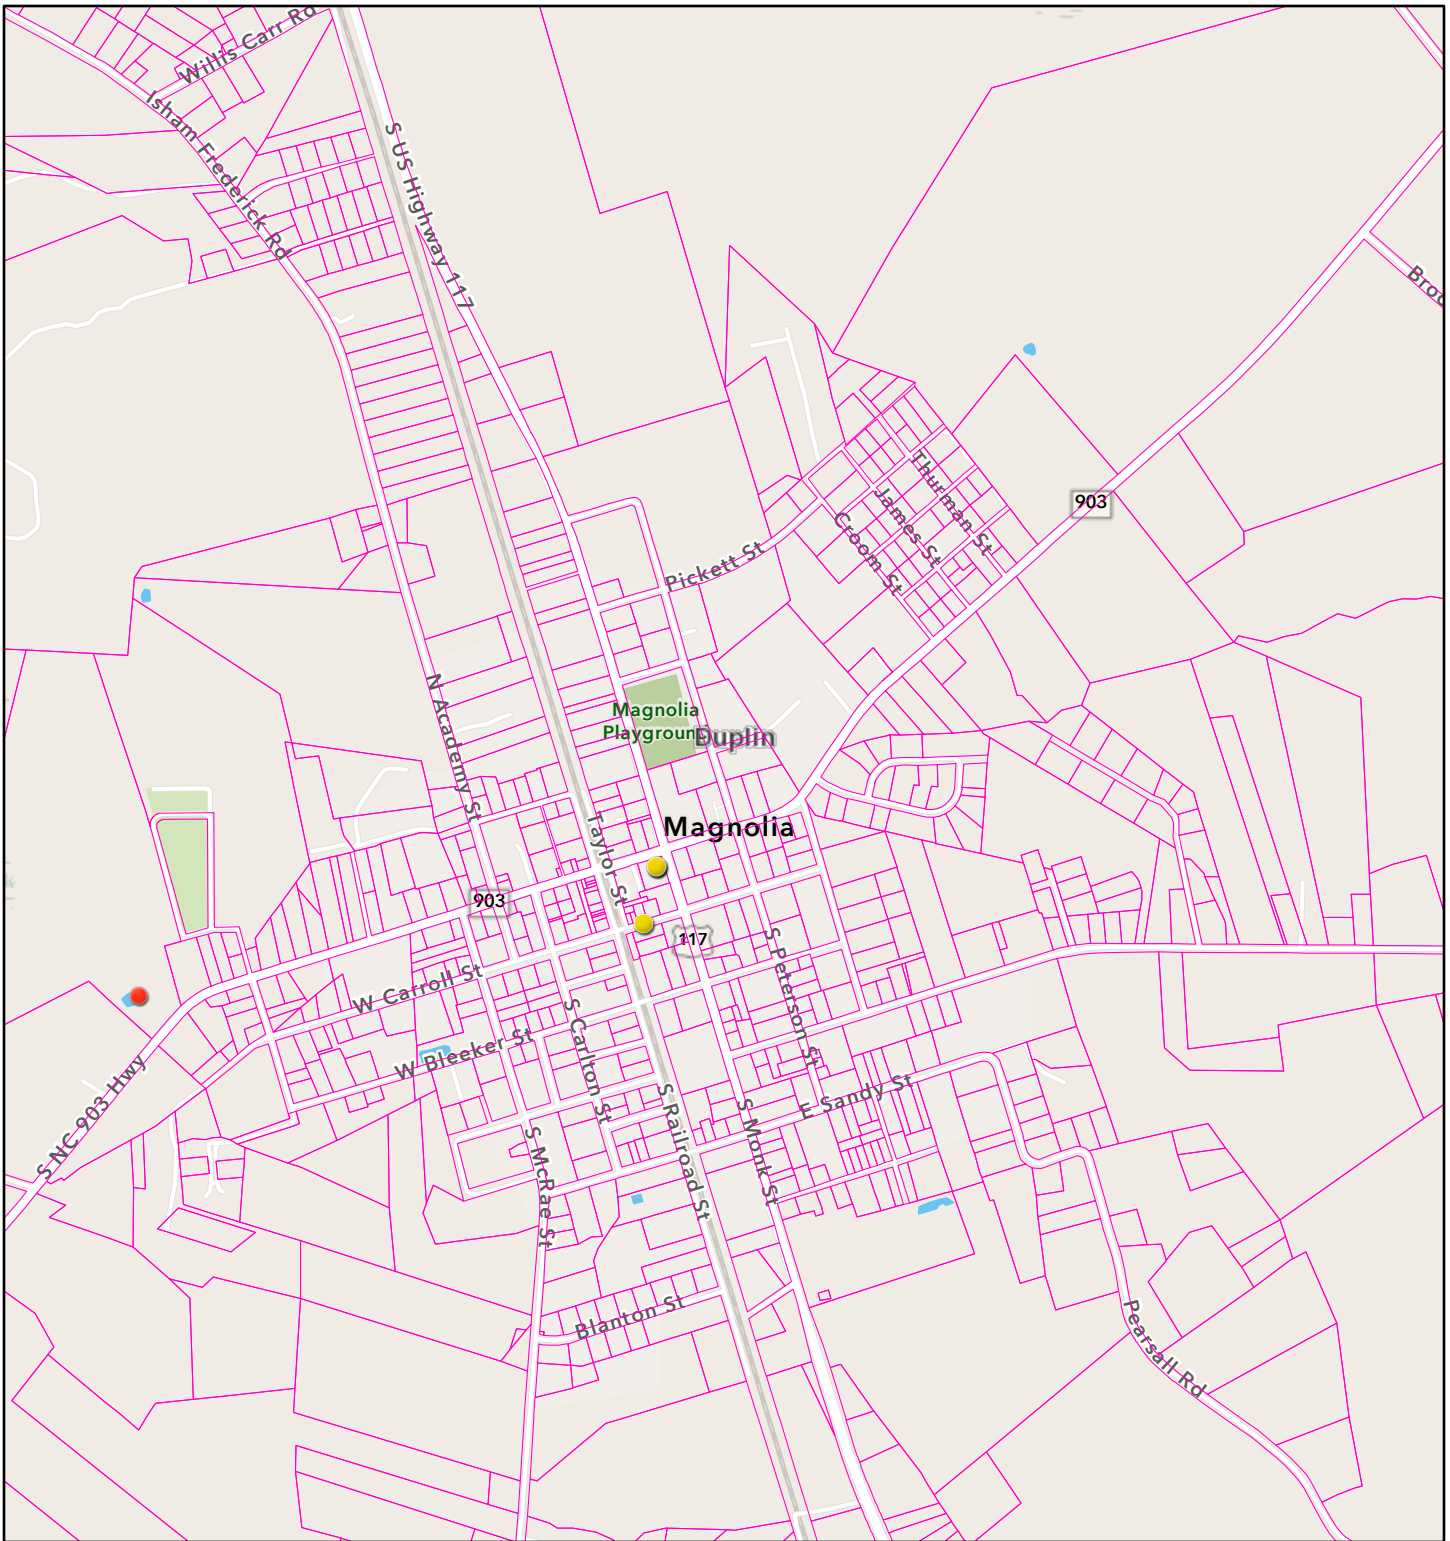 Willis Carr Rd
Isham Frederick Rd
S US Highway 117
Broo
903
Thurman St
James St
Croom St
Pickett St
N Academy St
Magnolia
Playground
Duplin
Magnolia
Taylor St
903
117
S Peterson St
W Carroll St
W Bleeker St
S Carlton St
S NC 903 Hwy
E Sandy St
S Railroad St
S Monk St
S McRae St
Blanton St
Pearsall Rd